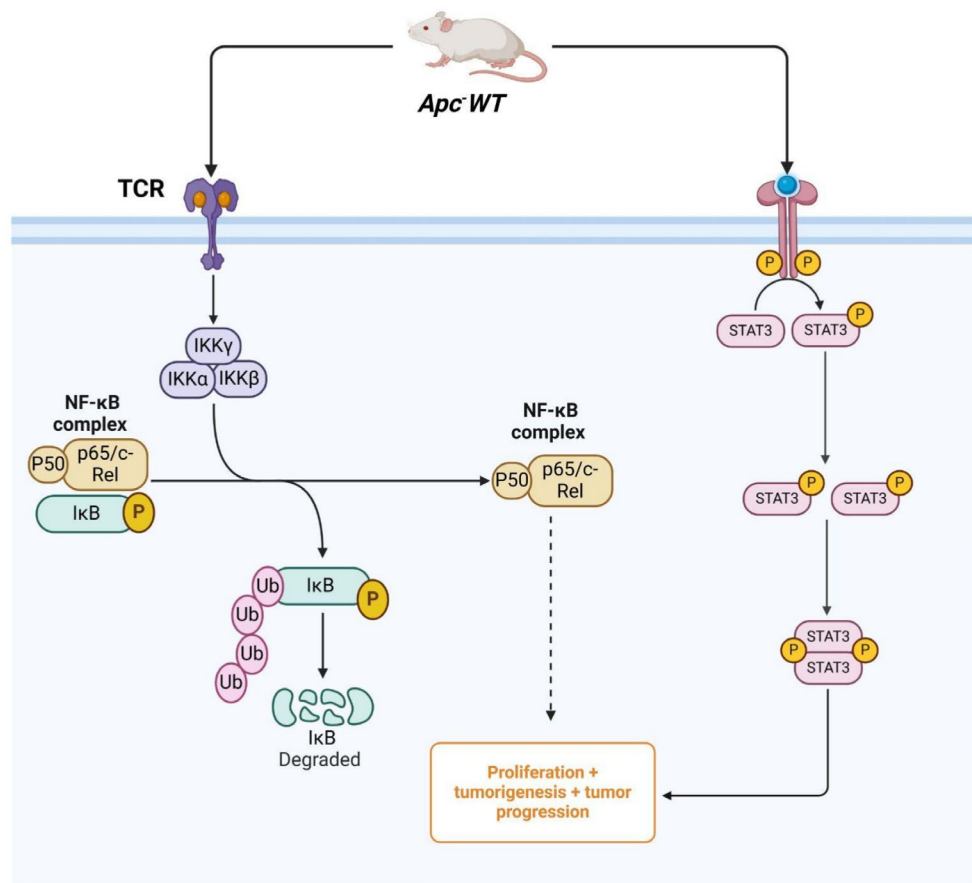 Apc-WT
TCR
P
P
STAT3
STAT3
P
IKKγ
IKKα
IKKβ
NF-κB
complex
P50
p65/c-
Rel
IκB
P
NF-κB
complex
P50
p65/c-
Rel
STAT3
P
STAT3
P
Ub
Ub
Ub
Ub
IκB
P
STAT3
STAT3
P
P
IκB
Degraded
Proliferation +
tumorigenesis + tumor
progression